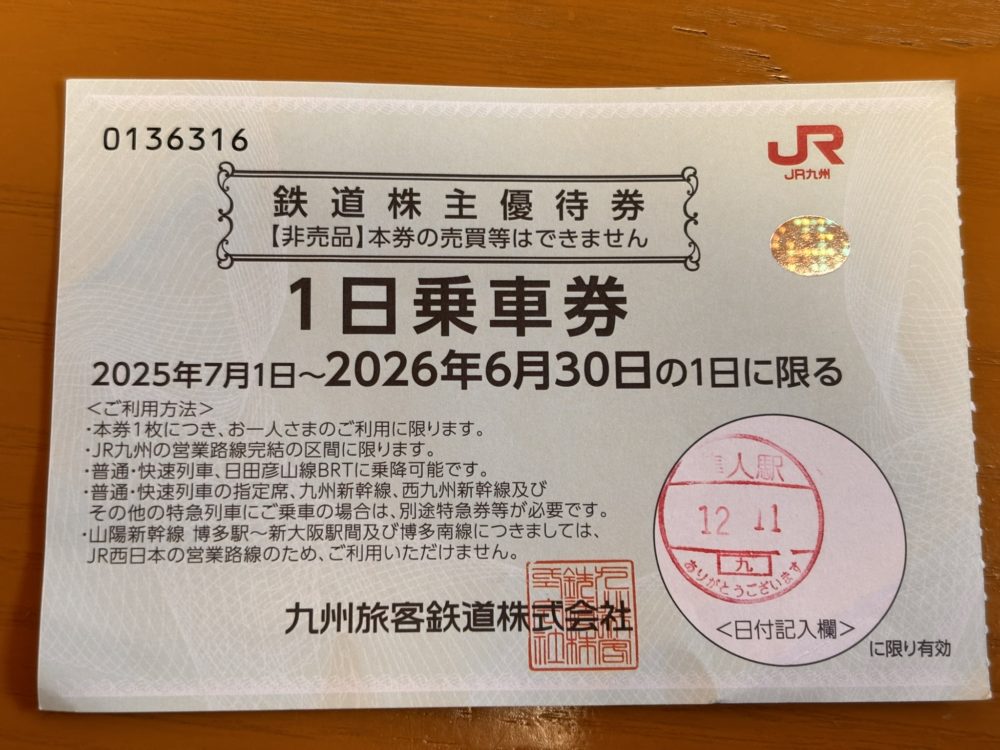 0136316
JR
JR九州
鉄道株主優待券
【非売品】本券の売買等はできません
1日乗車券
2025年7月1日～2026年6月30日の1日に限る
＜ご利用方法＞
・本券1枚につき、お一人さまのご利用に限ります。
・JR九州の営業路線完結の区間に限ります。
・普通・快速列車、日田彦山線BRTに乗降可能です。
・普通・快速列車の指定席、九州新幹線、西九州新幹線及び
その他の特急列車にご乗車の場合は、別途特急券等が必要です。
・山陽新幹線 博多駅～新大阪駅間及び博多南線につきましては、
JR西日本の営業路線のため、ご利用いただけません。
人駅
12 11
九
ありがとうございます
＜日付記入欄＞
に限り有効
九州旅客鉄道株式会社